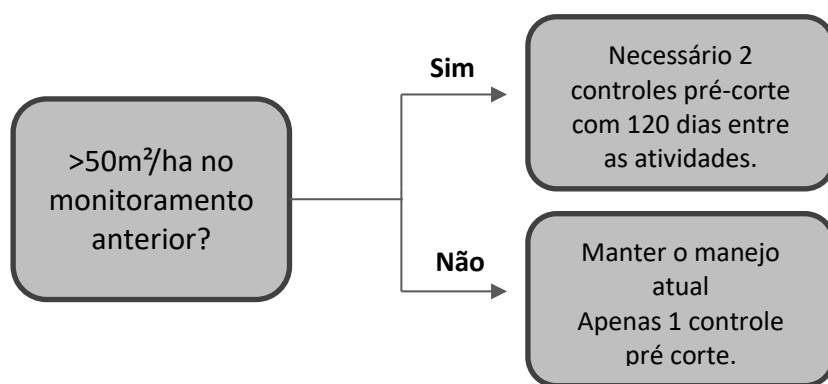 >50m²/ha no
monitoramento
anterior?
Sim
Necessário 2
controles pré-corte
com 120 dias entre
as atividades.
Não
Manter o manejo
atual
Apenas 1 controle
pré corte.